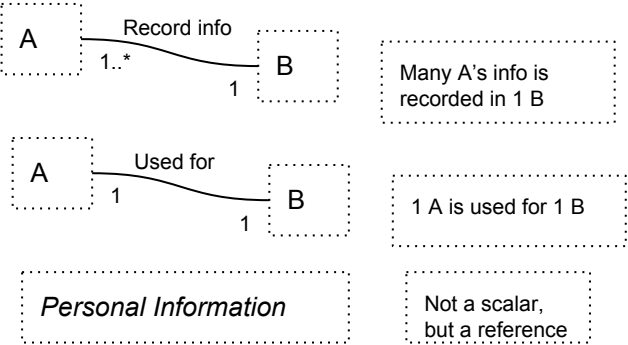 A
Record info
1..*
1
B
Many A's info is
recorded in 1 B
A
Used for
1
1
B
1 A is used for 1 B
Personal Information
Not a scalar,
but a reference